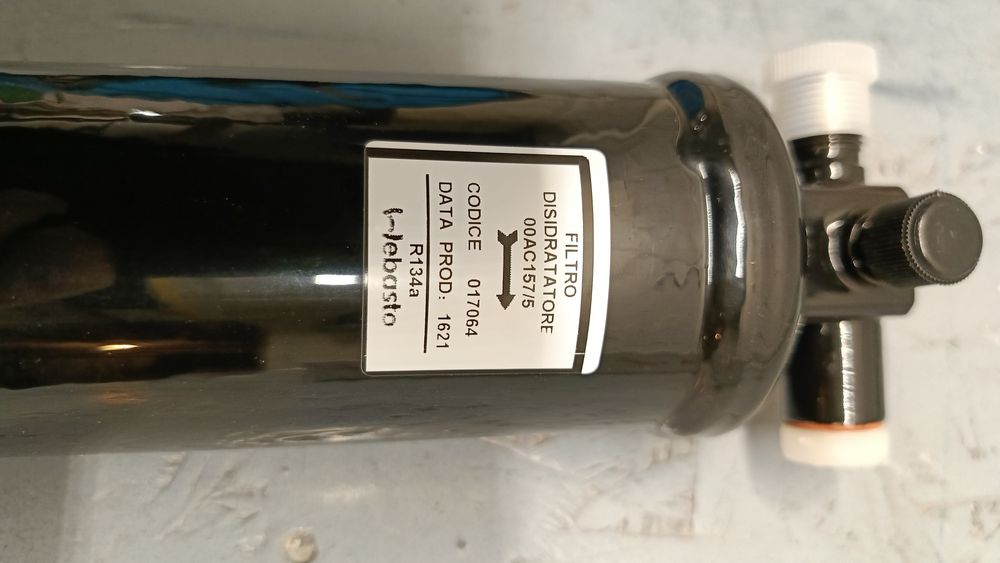 FILTRO
DISIDRATATORE
00AC157/5
CODICE 017064
DATA PROD: 1621
R134a
Webasto